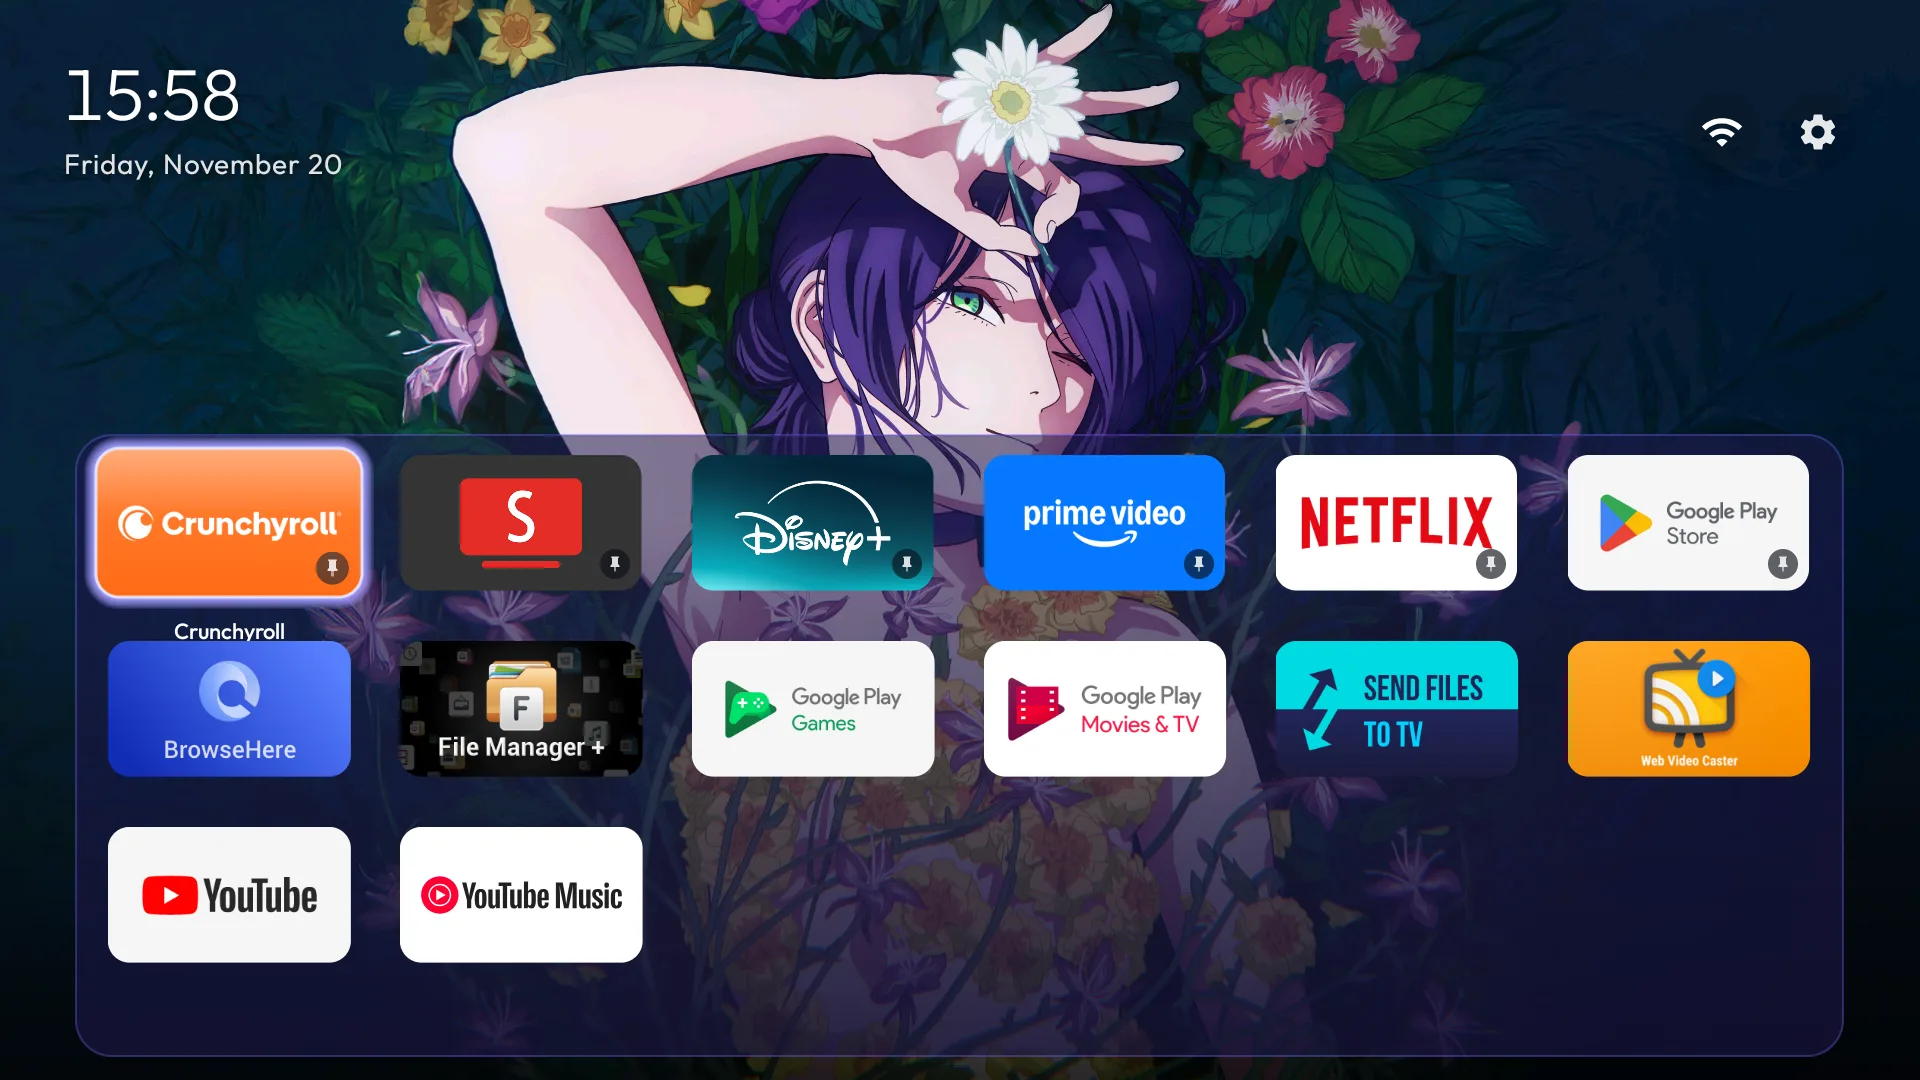 15:58
Friday, November 20
Crunchyroll
S
Disney+
prime video
NETFLIX
Google Play
Store
Crunchyroll
BrowseHere
F
File Manager +
Google Play
Games
Google Play
Movies & TV
SEND FILES
TO TV
Web Video Caster
YouTube
YouTube Music